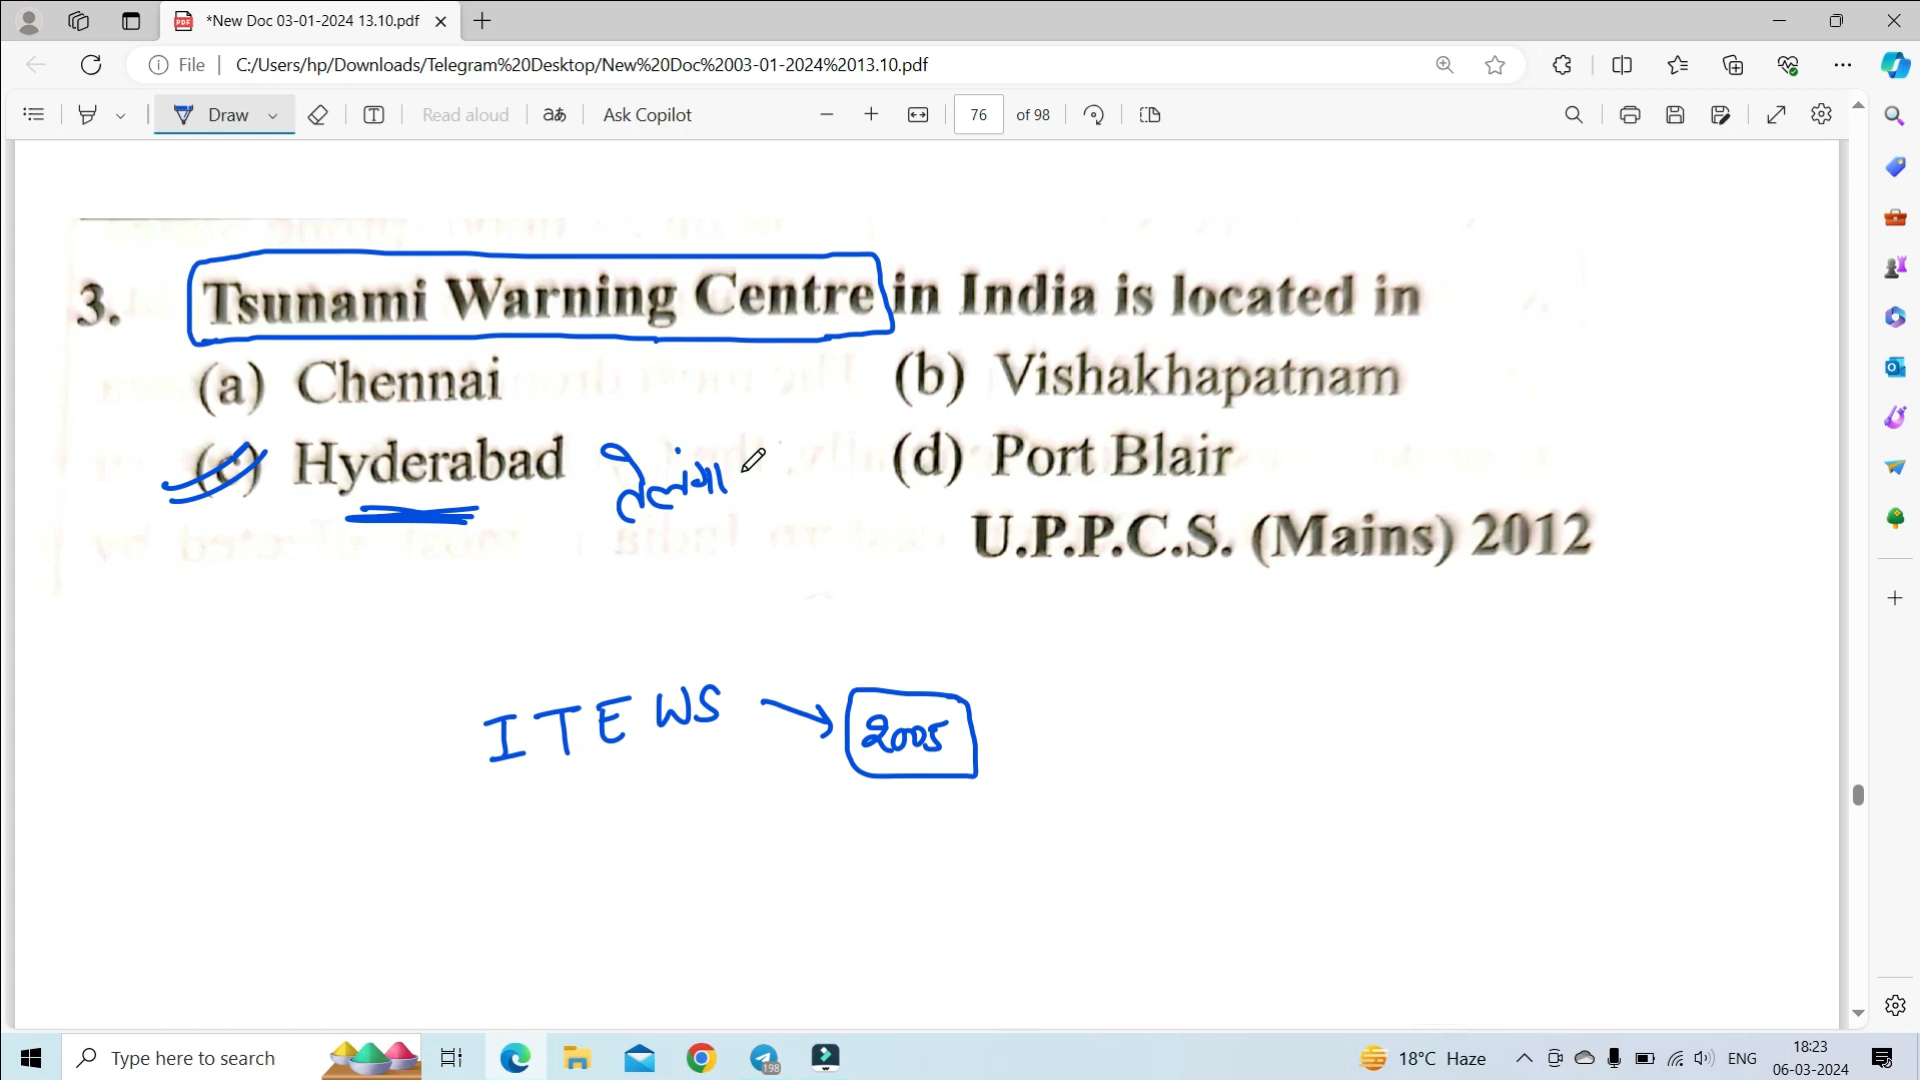 *New Doc 03-01-2024 13.10.pdf
File
C:/Users/hp/Downloads/Telegram%20Desktop/New%20Doc%2003-01-2024%2013.10.pdf
Draw
Read aloud
aあ
Ask Copilot
76 of 98
3. Tsunami Warning Centre in India is located in
(a) Chennai (b) Vishakhapatnam
(c) Hyderabad (d) Port Blair
U.P.P.C.S. (Mains) 2012
ITEWS → 2005
Type here to search
198
18°C Haze
ENG
18:23
06-03-2024